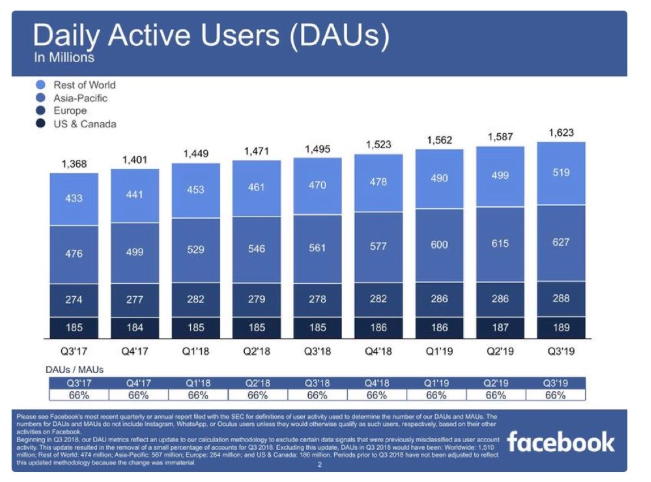 Daily Active Users (DAUs)
In Millions
Rest of World
Asia-Pacific
Europe
US & Canada
1,368 1,401 1,449 1,471 1,495 1,523 1,562 1,587 1,623
433 441 453 461 470 478 490 499 519
476 499 529 546 561 577 600 615 627
274 277 282 279 278 282 286 286 288
185 184 185 185 185 186 186 187 189
Q3'17 Q4'17 Q1'18 Q2'18 Q3'18 Q4'18 Q1'19 Q2'19 Q3'19
DAUs / MAUs
Q3'17 Q4'17 Q1'18 Q2'18 Q3'18 Q4'18 Q1'19 Q2'19 Q3'19
66% 66% 66% 66% 66% 66% 66% 66% 66%
Please see Facebook's most recent quarterly or annual report filed with the SEC for definitions of user activity used to determine the number of our DAUs and MAUs. The
numbers for DAUs and MAUs do not include Instagram, WhatsApp, or Oculus users unless they would otherwise qualify as such users, respectively, based on their other
activities on Facebook.
Beginning in Q3 2018, our DAU metrics reflect an update to our calculation methodology to exclude certain data signals that were previously misclassified as user account
activity. This update resulted in the removal of a small percentage of accounts for Q3 2018. Excluding this update, DAUs in Q3 2018 would have been: Worldwide: 1,510
million; Rest of World: 474 million; Asia-Pacific: 567 million; Europe: 284 million; and US & Canada: 186 million. Periods prior to Q3 2018 have not been adjusted to reflect
this updated methodology because the change was immaterial.
facebook
2